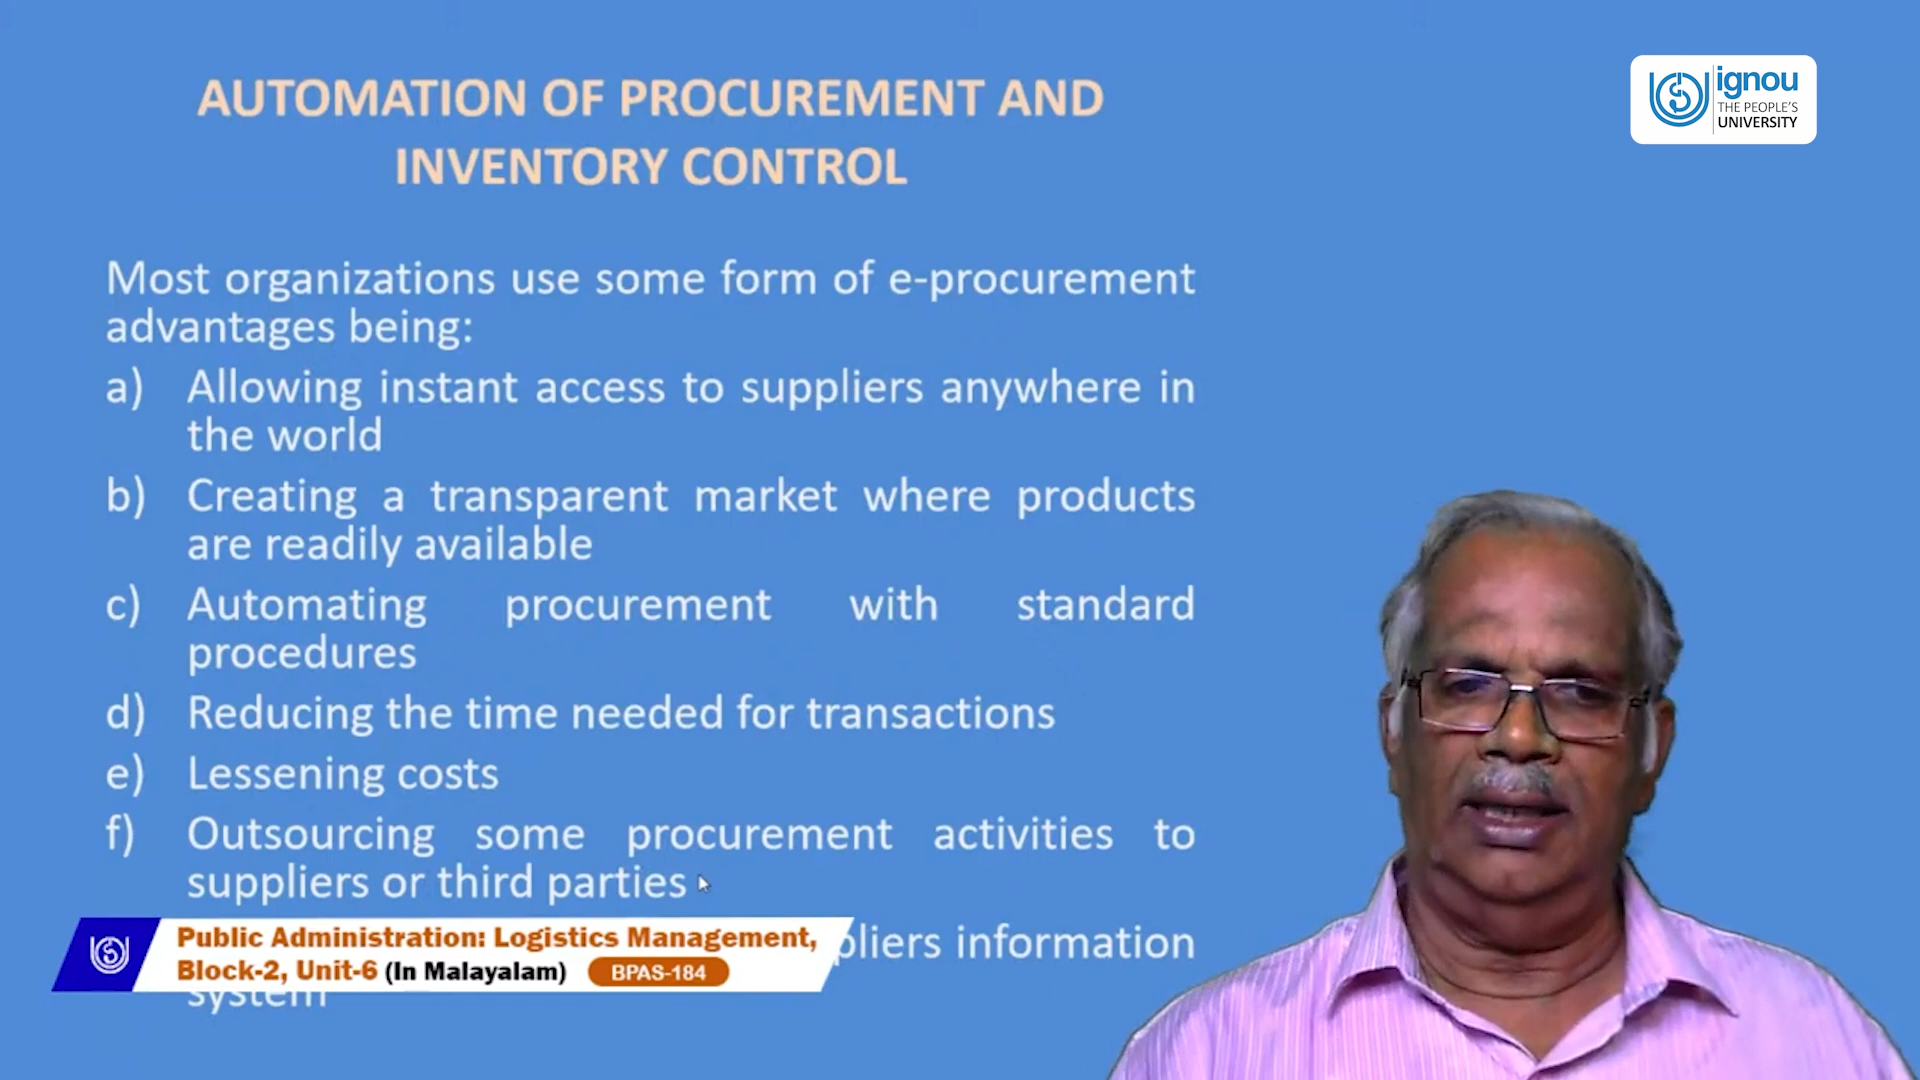 AUTOMATION OF PROCUREMENT AND
INVENTORY CONTROL
ignou
THE PEOPLE'S
UNIVERSITY
Most organizations use some form of e-procurement
advantages being:
a) Allowing instant access to suppliers anywhere in
the world
b) Creating a transparent market where products
are readily available
c) Automating procurement with standard
procedures
d) Reducing the time needed for transactions
e) Lessening costs
f) Outsourcing some procurement activities to
suppliers or third parties
information
system
Public Administration: Logistics Management,
Block-2, Unit-6 (In Malayalam) BPAS-184